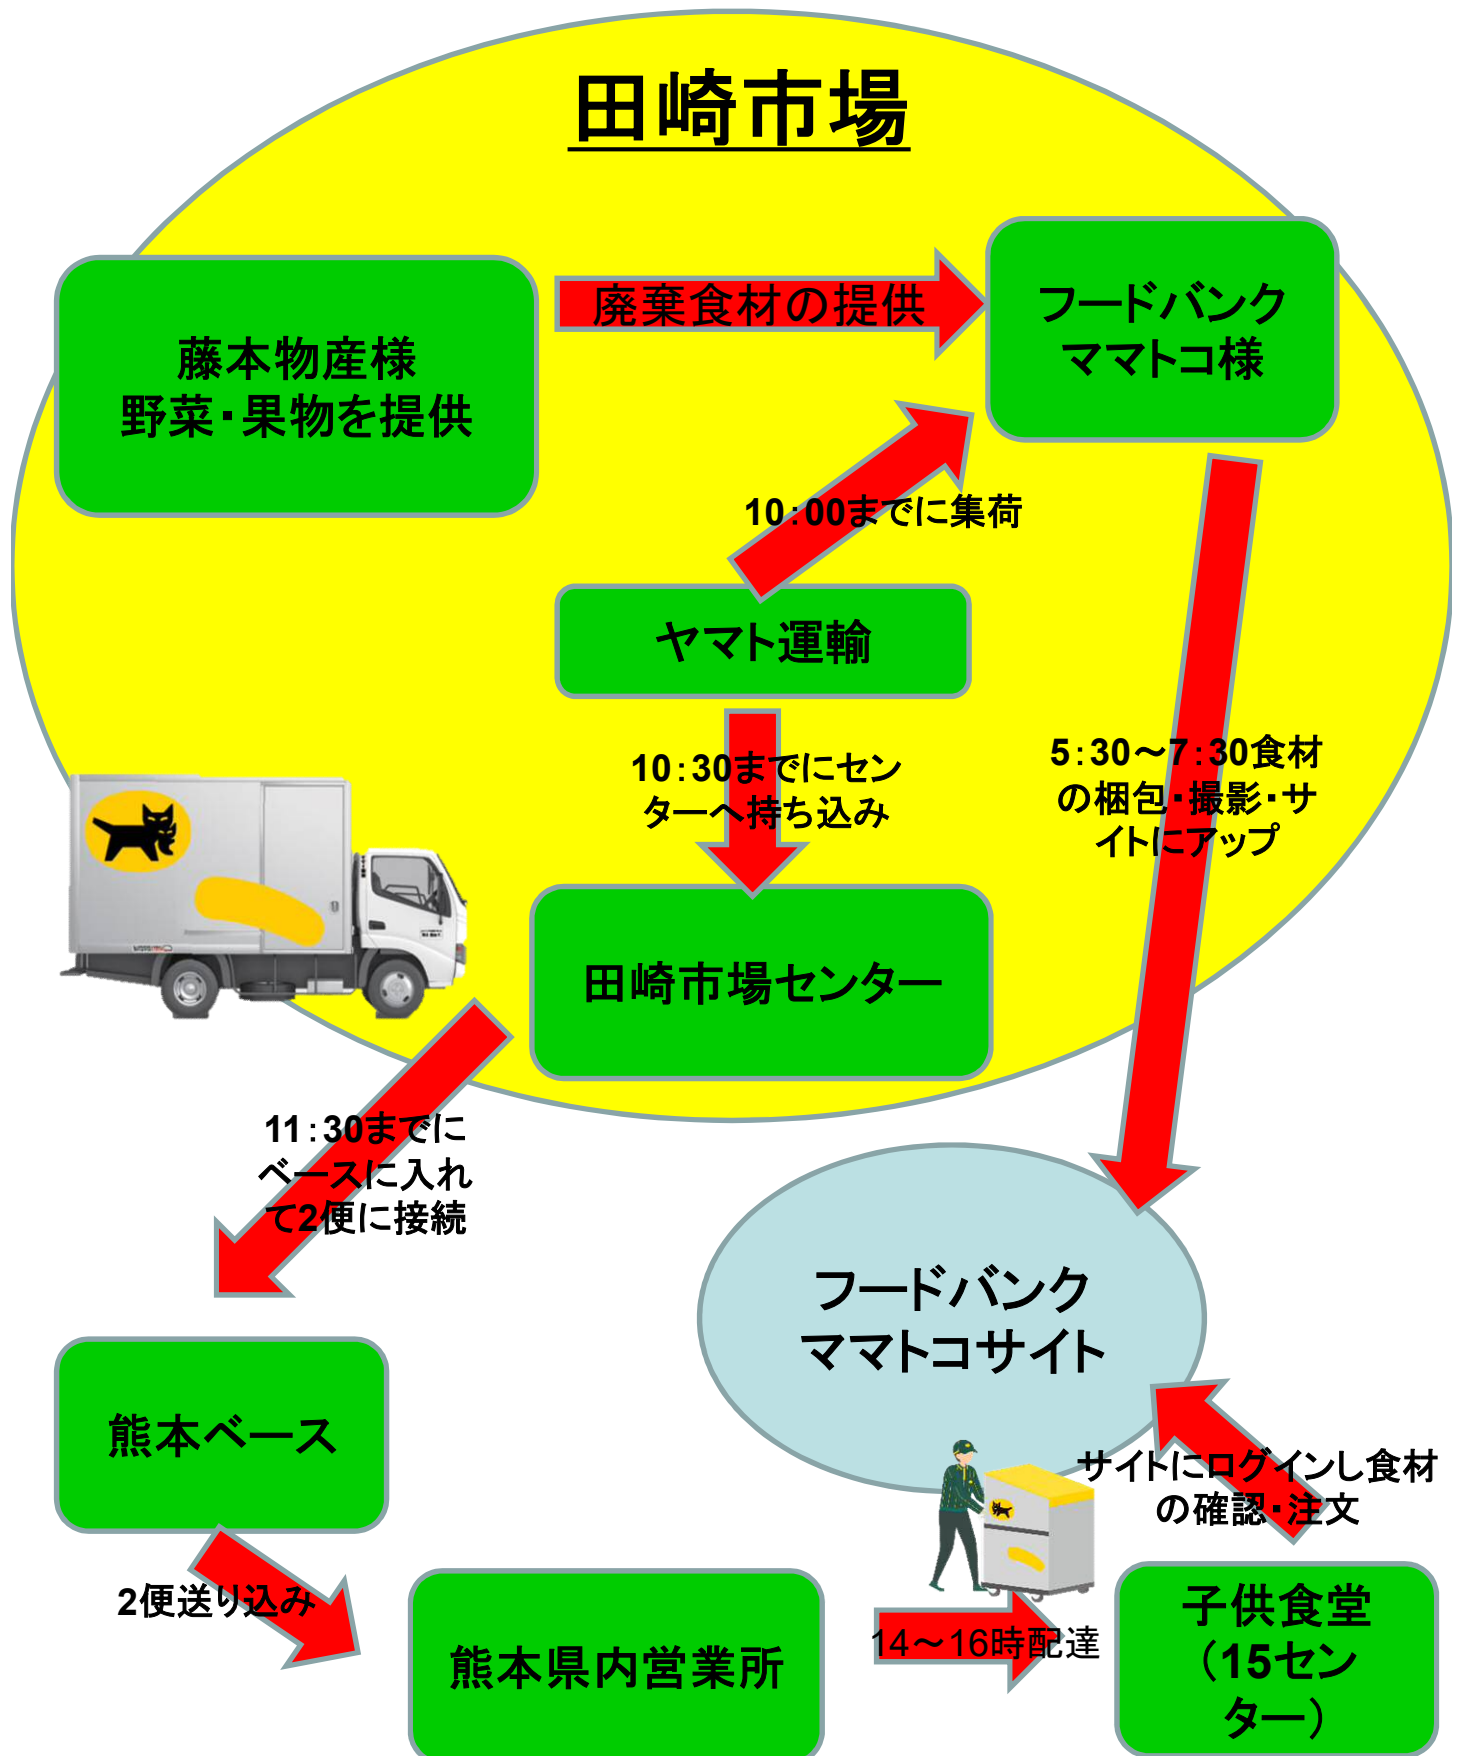 田崎市場
藤本物産様
野菜・果物を提供
廃棄食材の提供
フードバンク
ママトコ様
10：00までに集荷
ヤマト運輸
10：30までにセン
ターへ持ち込み
5：30～7：30食材
の梱包・撮影・サ
イトにアップ
田崎市場センター
11：30までに
ベースに入れ
て2便に接続
フードバンク
ママトコサイト
熊本ベース
サイトにログインし食材
の確認・注文
2便送り込み
熊本県内営業所
14～16時配達
子供食堂
（15セン
ター）